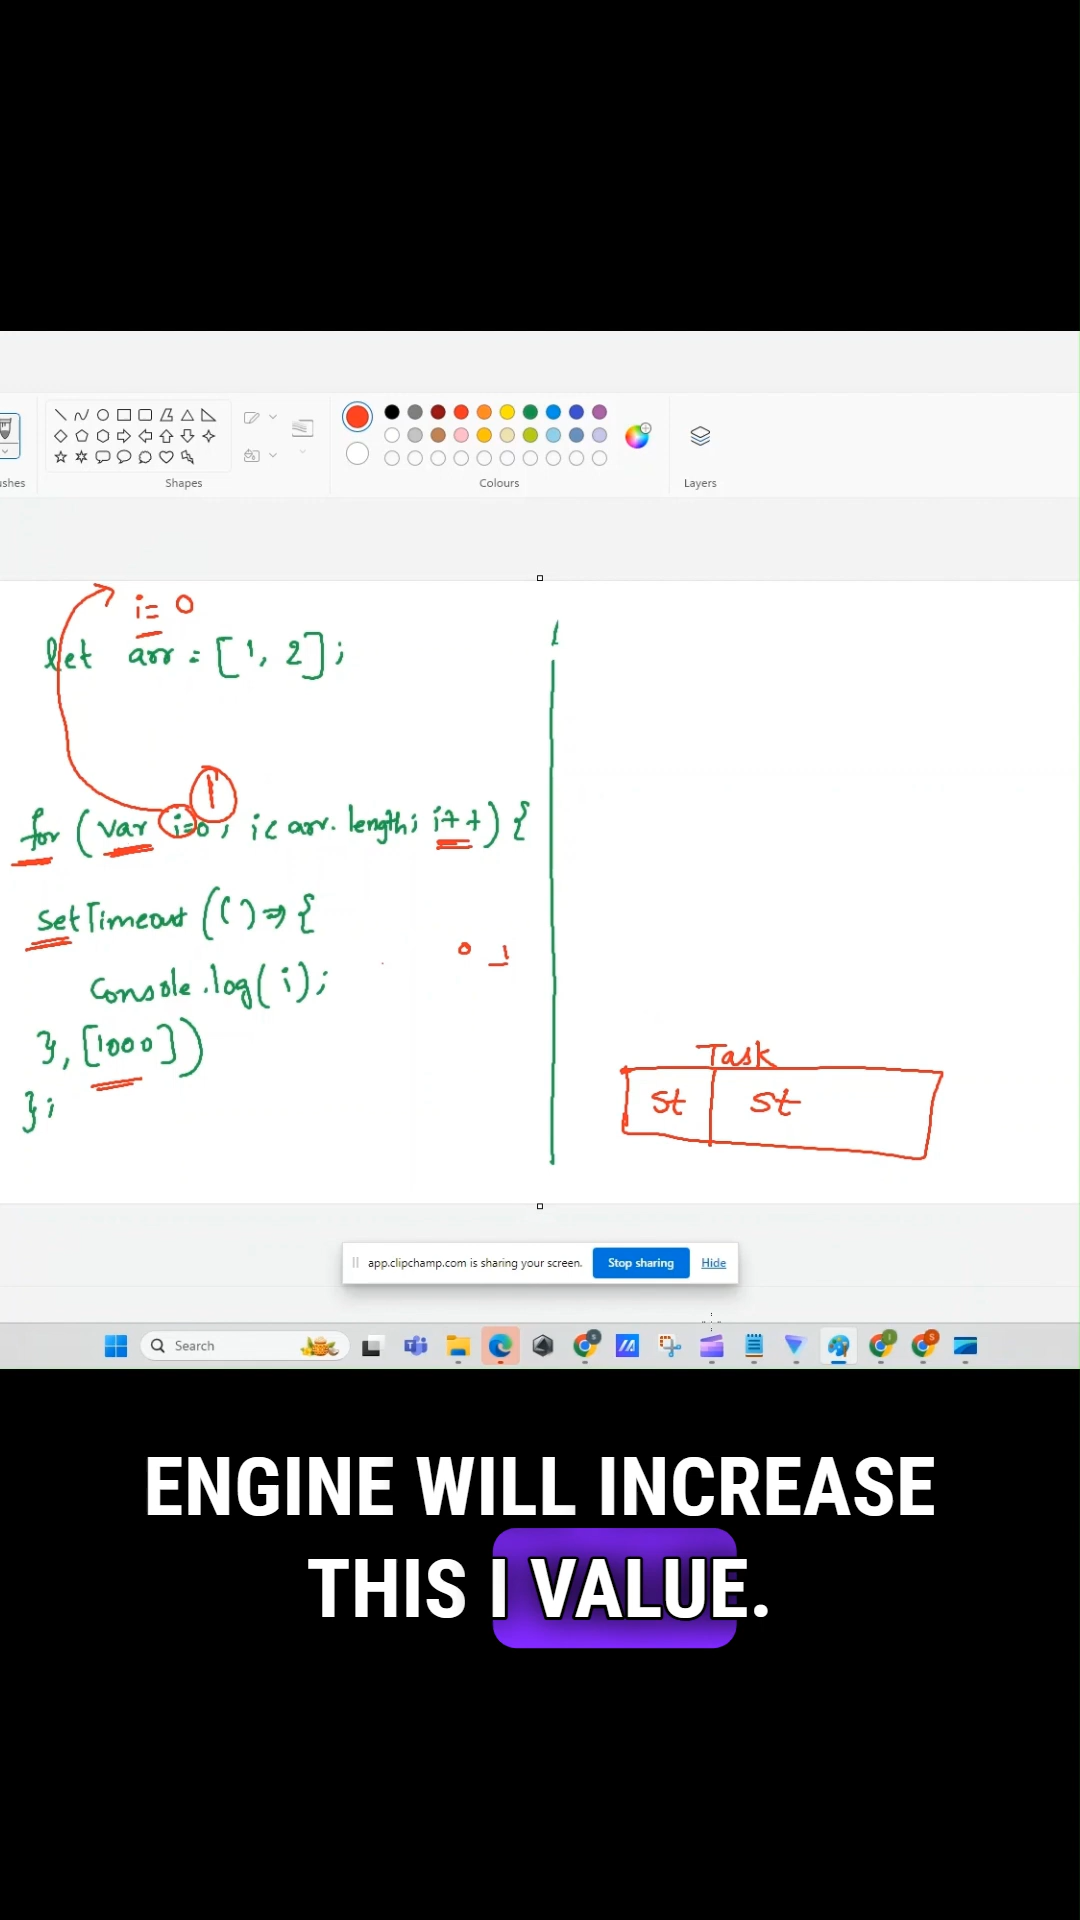 ushes
Shapes
Colours
Layers
i= 0
let arr = [1, 2];
1
for (var i=0; i< arr.length; i++) {
setTimeout (() => {
0 1
console.log(i);
}, [1000])
};
Task
st st
app.clipchamp.com is sharing your screen. Stop sharing Hide
Search
ENGINE WILL INCREASE
THIS I VALUE.